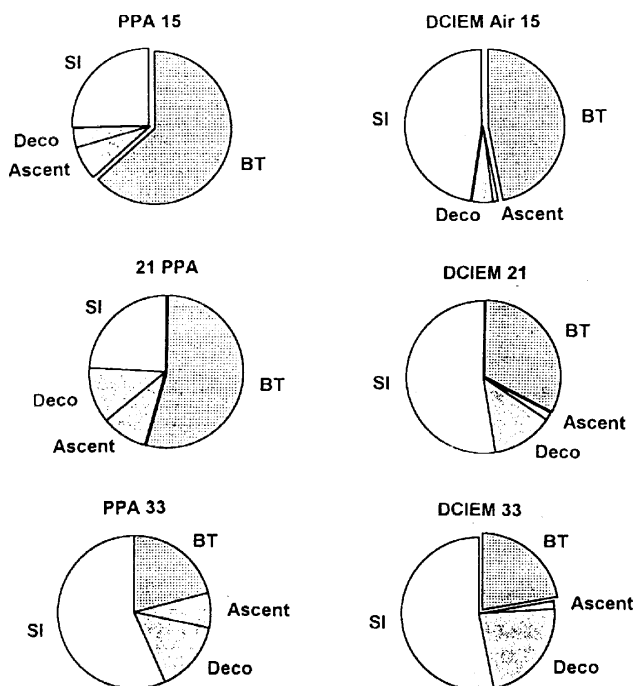 PPA 15
SI
Deco
Ascent
BT
DCIEM Air 15
SI
BT
Deco
Ascent
21 PPA
SI
Deco
Ascent
BT
DCIEM 21
SI
BT
Ascent
Deco
PPA 33
BT
SI
Ascent
Deco
DCIEM 33
BT
SI
Ascent
Deco